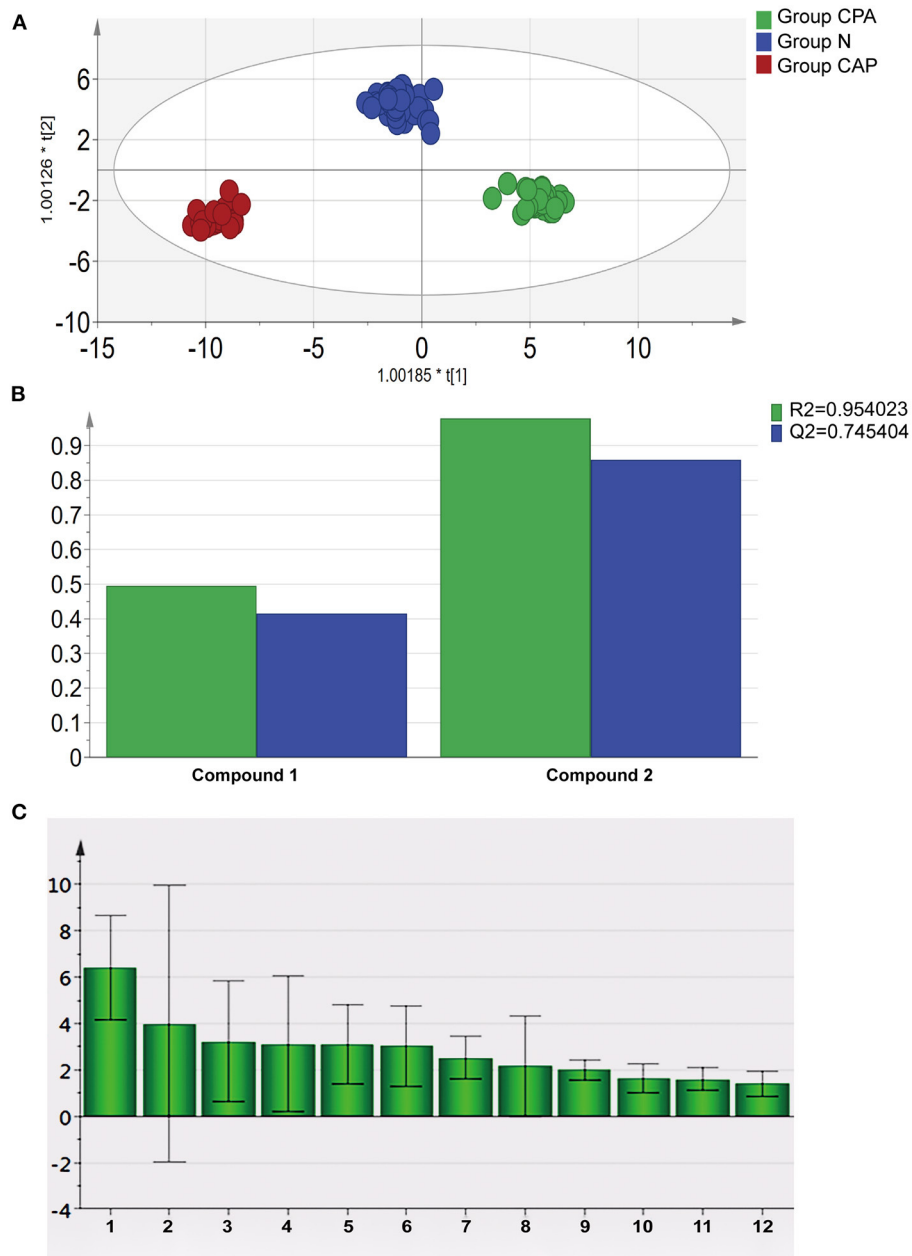 A
Group CPA
Group N
Group CAP
6
2
-2
-6
-10
1.00126 * t[2]
-15 -10 -5 0 5 10
1.00185 * t[1]
B
R2=0.954023
Q2=0.745404
0.9
0.8
0.7
0.6
0.5
0.4
0.3
0.2
0.1
0
Compound 1 Compound 2
C
10
8
6
4
2
0
-2
-4
1 2 3 4 5 6 7 8 9 10 11 12